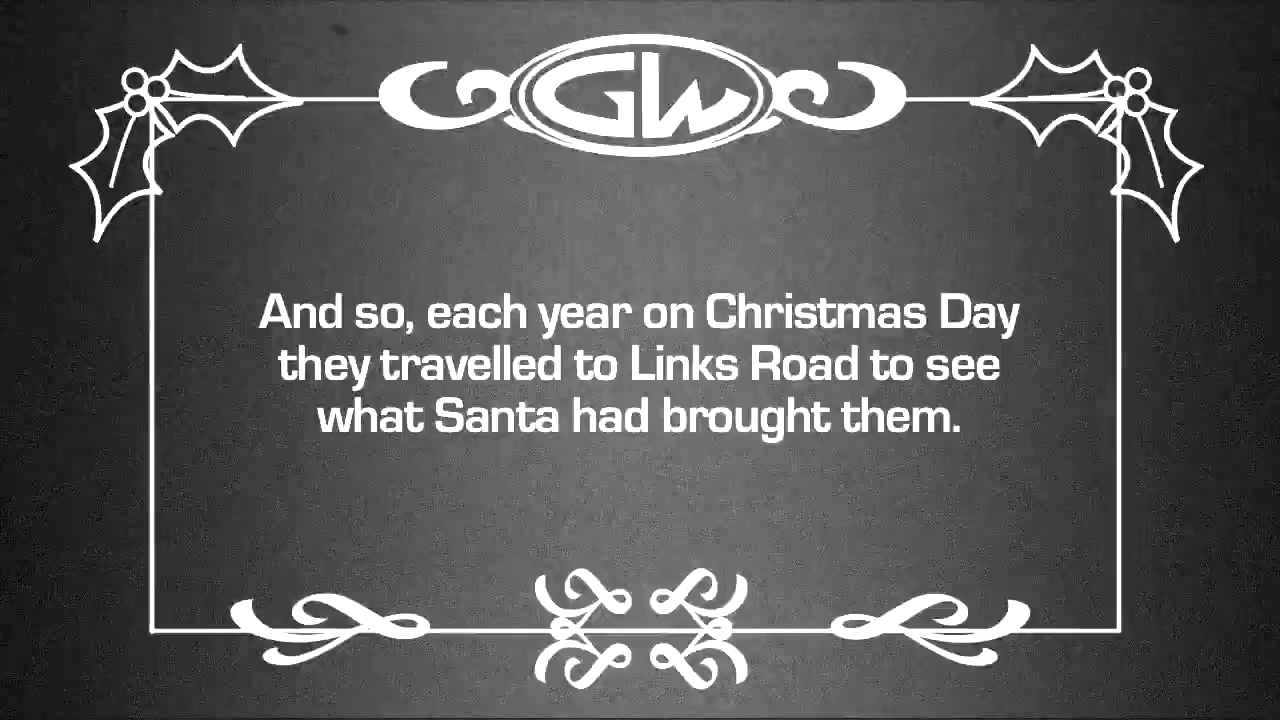 GW
And so, each year on Christmas Day
they travelled to Links Road to see
what Santa had brought them.